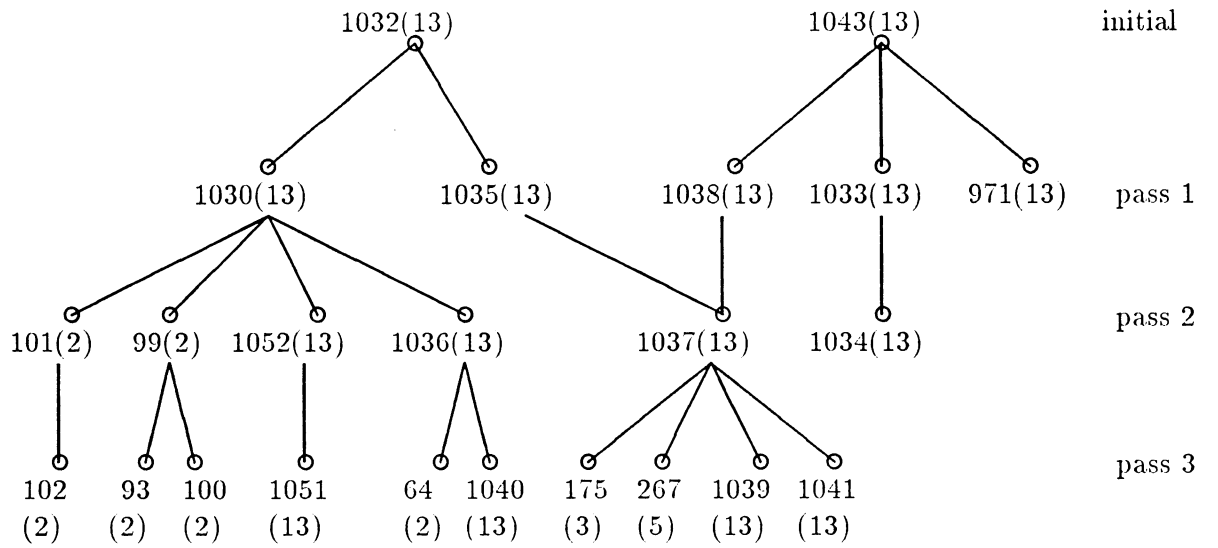 1032(13) 1043(13) initial
1030(13) 1035(13) 1038(13) 1033(13) 971(13) pass 1
101(2) 99(2) 1052(13) 1036(13) 1037(13) 1034(13) pass 2
102 93 100 1051 64 1040 175 267 1039 1041 pass 3
(2) (2) (2) (13) (2) (13) (3) (5) (13) (13)